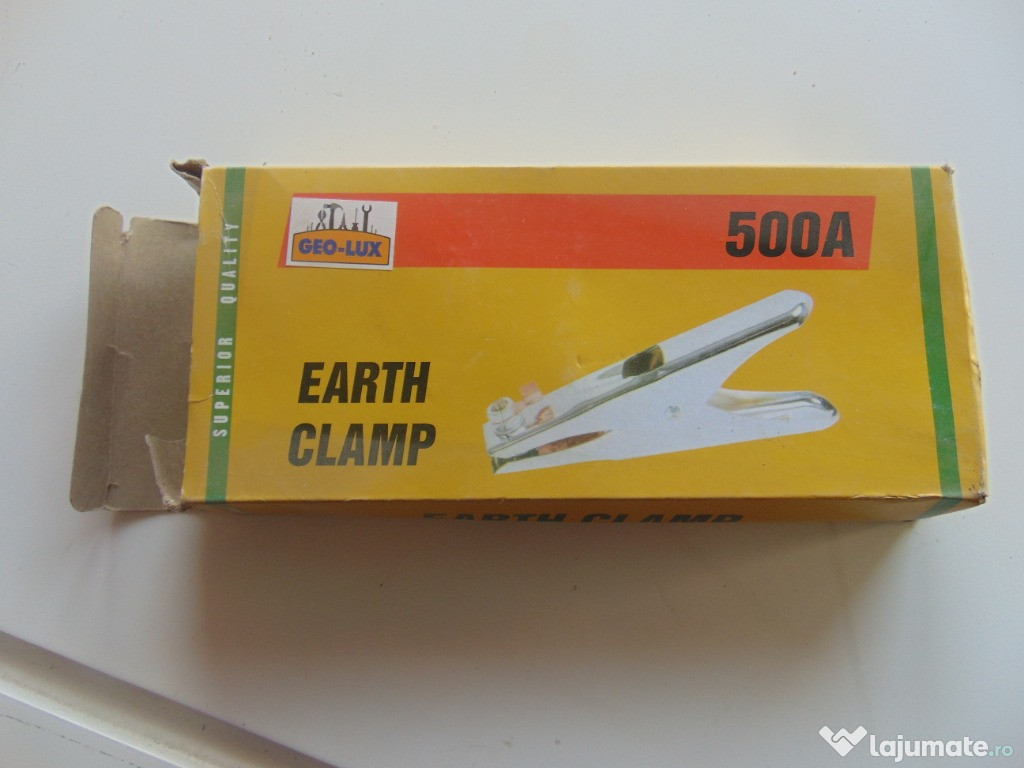 GEO-LUX
500A
SUPERIOR QUALITY
EARTH
CLAMP
EARTH CLAMP
lajumate.ro